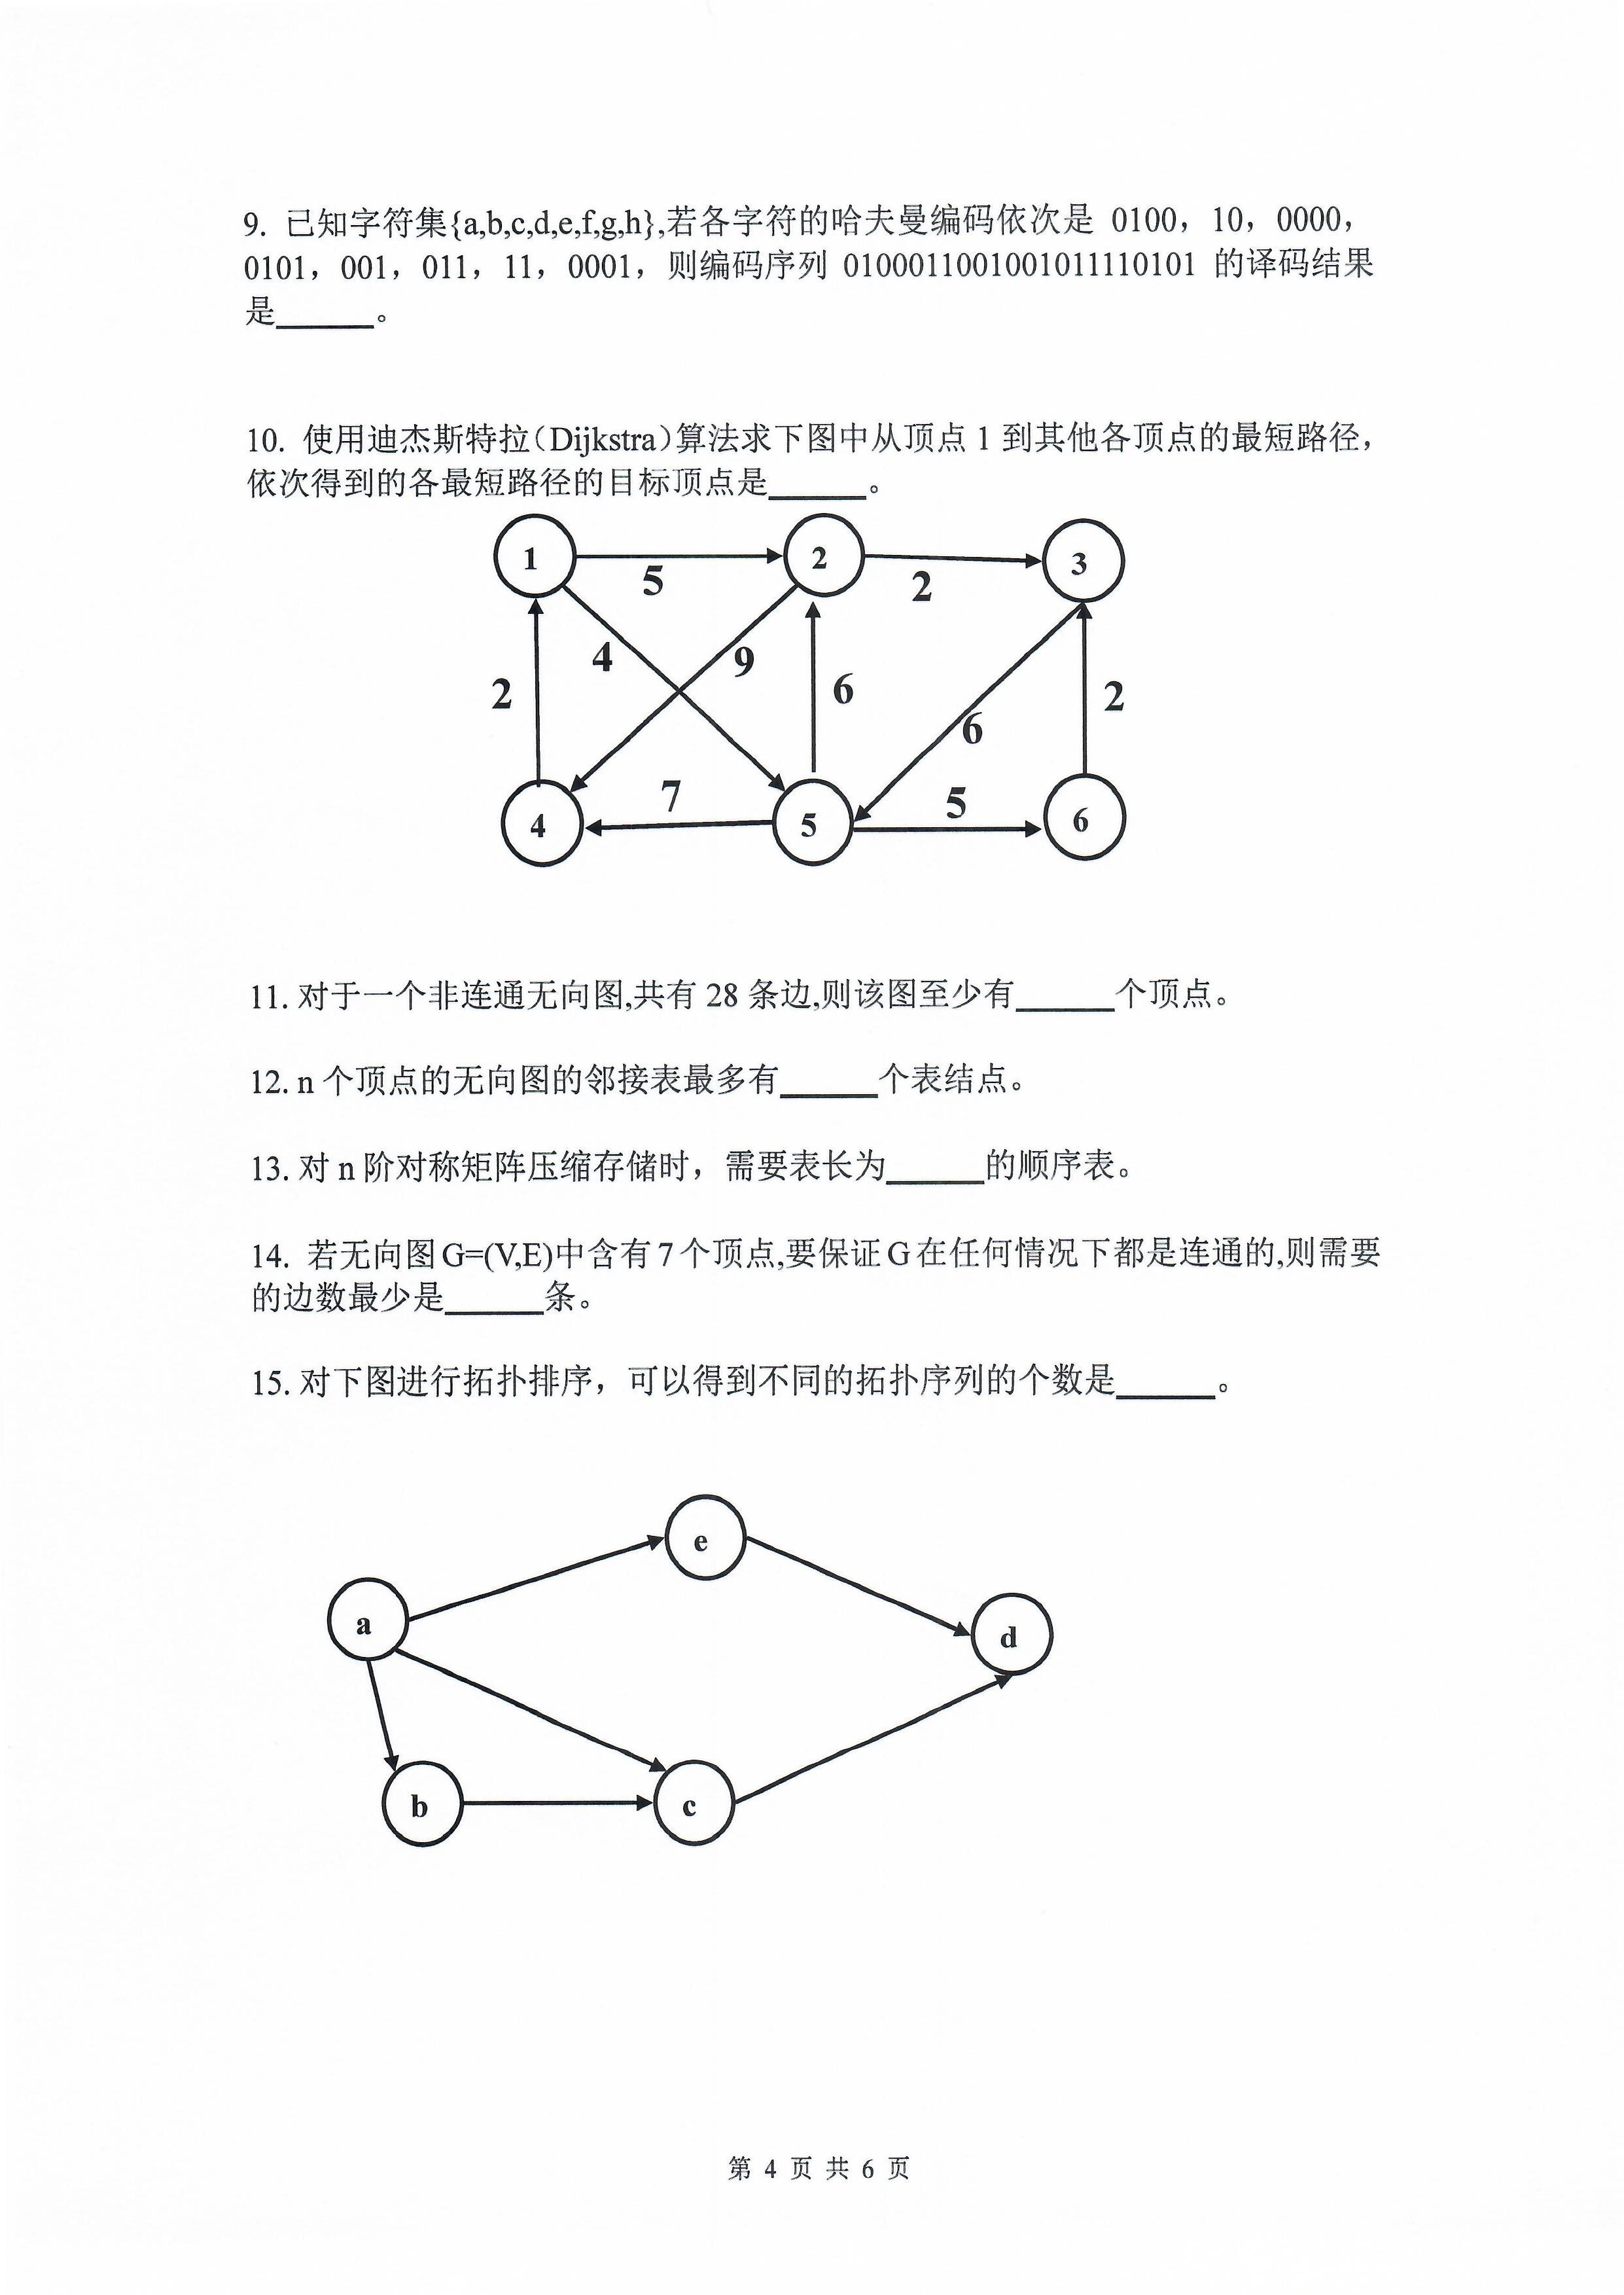 9. 已知字符集{a,b,c,d,e,f,g,h},若各字符的哈夫曼编码依次是 0100，10，0000，
0101，001，011，11，0001，则编码序列 0100011001001011110101 的译码结果
是______。
10. 使用迪杰斯特拉（Dijkstra）算法求下图中从顶点 1 到其他各顶点的最短路径，
依次得到的各最短路径的目标顶点是______。
1 2 3
5 2
4 9
2 6 2
6
7 5
4 5 6
11. 对于一个非连通无向图,共有 28 条边,则该图至少有______个顶点。
12. n 个顶点的无向图的邻接表最多有______个表结点。
13. 对 n 阶对称矩阵压缩存储时，需要表长为______的顺序表。
14. 若无向图 G=(V,E)中含有 7 个顶点,要保证 G 在任何情况下都是连通的,则需要
的边数最少是______条。
15. 对下图进行拓扑排序，可以得到不同的拓扑序列的个数是______。
e
a
d
b c
第 4 页 共 6 页